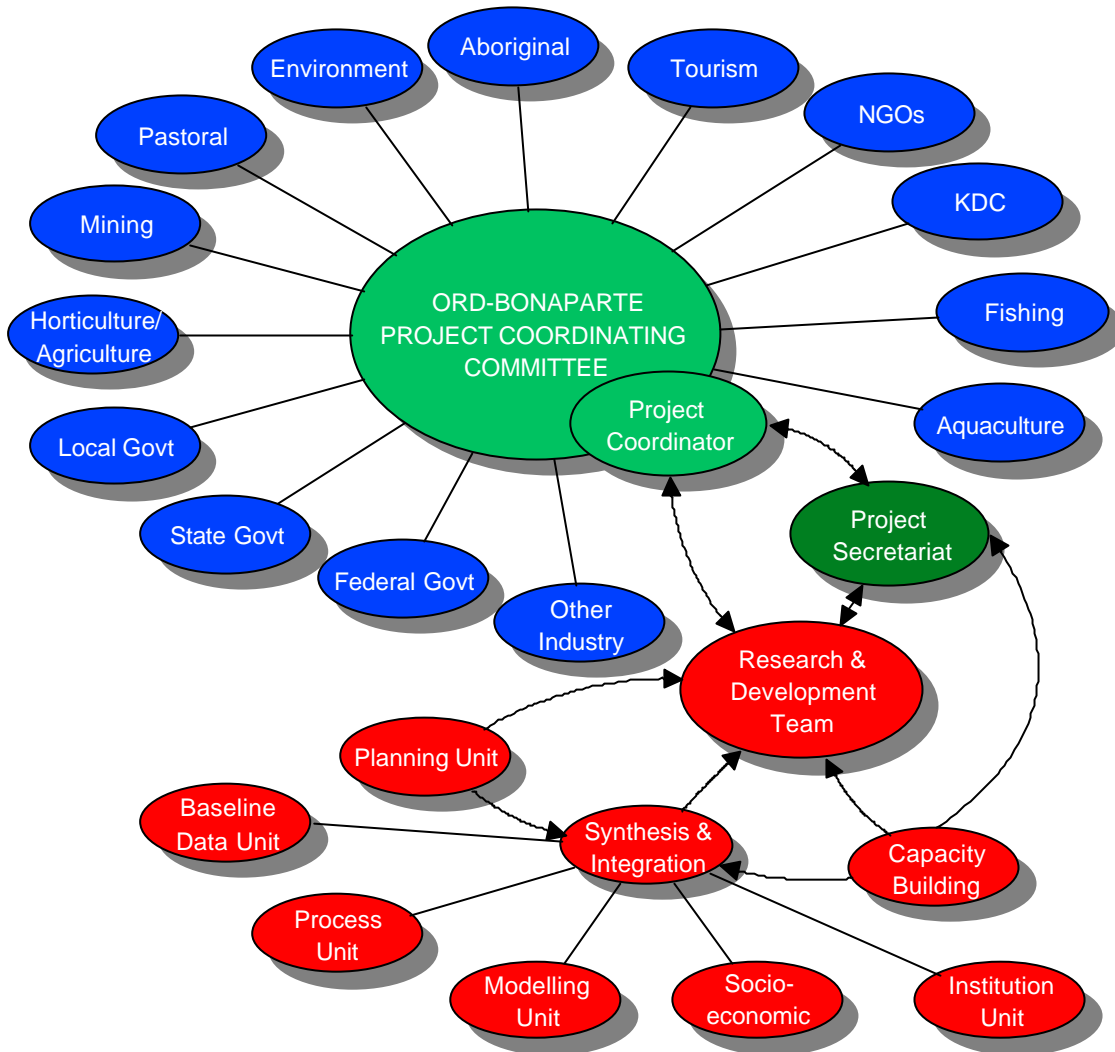 Aboriginal
Environment
Tourism
NGOs
Pastoral
KDC
Mining
ORD-BONAPARTE
PROJECT COORDINATING
COMMITTEE
Horticulture/
Agriculture
Fishing
Project
Coordinator
Aquaculture
Local Govt
State Govt
Project
Secretariat
Federal Govt
Other
Industry
Research &
Development
Team
Planning Unit
Baseline
Data Unit
Synthesis &
Integration
Capacity
Building
Process
Unit
Modelling
Unit
Socio-
economic
Institution
Unit